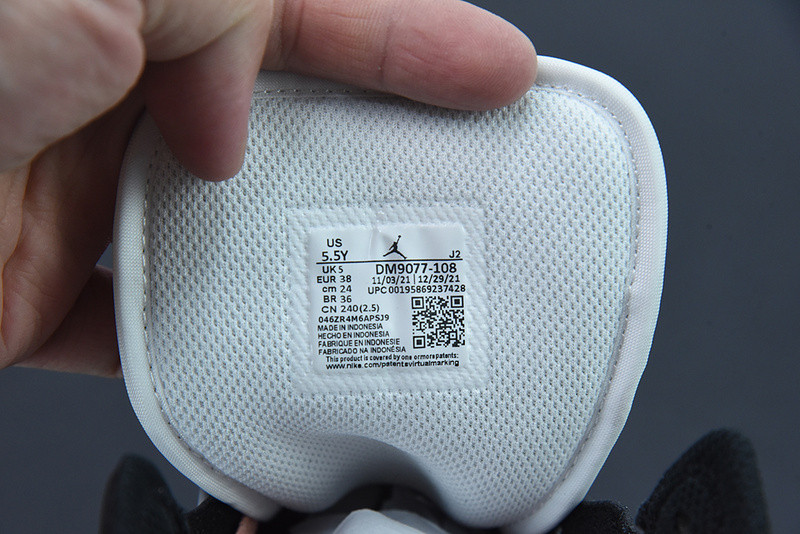 US
5.5Y
J2
UK 5
DM9077-108
EUR 38
11/03/21 | 12/29/21
cm 24
UPC 00195869237428
BR 36
CN 240(2.5)
046ZR4M6APSJ9
MADE IN INDONESIA
HECHO EN INDONESIA
FABRIQUE EN INDONESIE
FABRICADO NA INDONÉSIA
This product is covered by one or more patents:
www.nike.com/patentsvirtualmarking